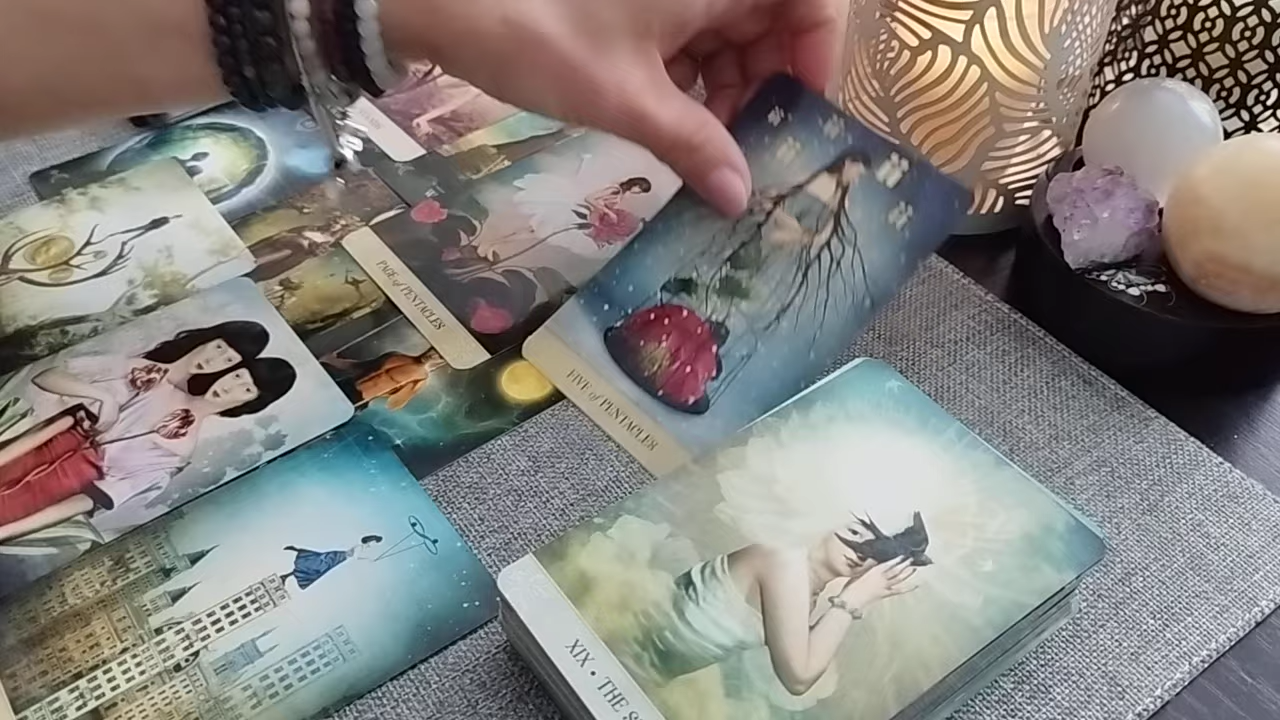 PAGE of PENTACLES
FIVE of PENTACLES
XIX • THE